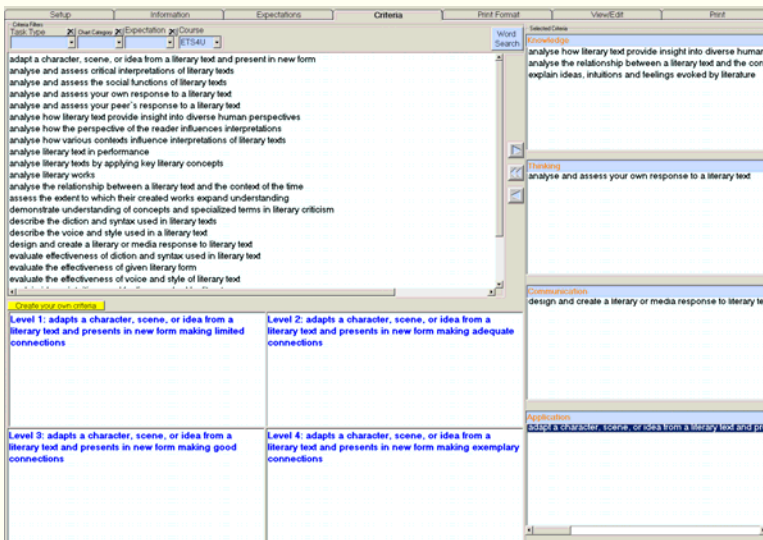 Setup
Information
Expectations
Criteria
Print Format
View/Edit
Print
Criteria Filters
Task Type
Chart Category
Expectation
Course
ETS4U
Word
Search
adapt a character, scene, or idea from a literary text and present in new form
analyse and assess critical interpretations of literary texts
analyse and assess the social functions of literary texts
analyse and assess your own response to a literary text
analyse and assess your peer`s response to a literary text
analyse how literary text provide insight into diverse human perspectives
analyse how the perspective of the reader influences interpretations
analyse how various contexts influence interpretations of literary texts
analyse literary text in performance
analyse literary texts by applying key literary concepts
analyse literary works
analyse the relationship between a literary text and the context of the time
assess the extent to which their created works expand understanding
demonstrate understanding of concepts and specialized terms in literary criticism
describe the diction and syntax used in literary texts
describe the voice and style used in a literary text
design and create a literary or media response to literary text
evaluate effectiveness of diction and syntax used in literary text
evaluate the effectiveness of given literary form
evaluate the effectiveness of voice and style of literary text
Create your own criteria
Level 1: adapts a character, scene, or idea from a
literary text and presents in new form making limited
connections
Level 2: adapts a character, scene, or idea from a
literary text and presents in new form making adequate
connections
Level 3: adapts a character, scene, or idea from a
literary text and presents in new form making good
connections
Level 4: adapts a character, scene, or idea from a
literary text and presents in new form making exemplary
connections
Selected Criteria
Knowledge
analyse how literary text provide insight into diverse human
analyse the relationship between a literary text and the con
explain ideas, intuitions and feelings evoked by literature
Thinking
analyse and assess your own response to a literary text
Communication
design and create a literary or media response to literary te
Application
adapt a character, scene, or idea from a literary text and pr